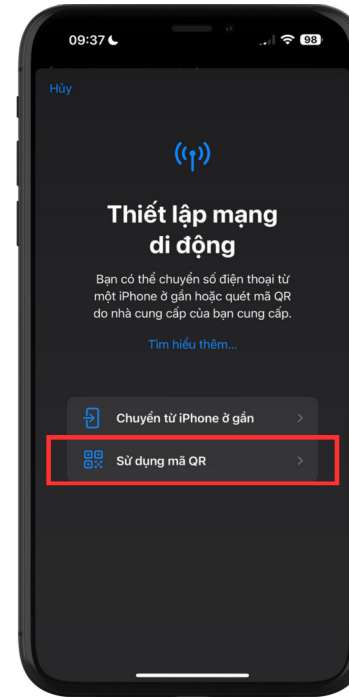 09:37
98
Hủy
Thiết lập mạng
di động
Bạn có thể chuyển số điện thoại từ
một iPhone ở gần hoặc quét mã QR
do nhà cung cấp của bạn cung cấp.
Tìm hiểu thêm...
Chuyển từ iPhone ở gần
Sử dụng mã QR